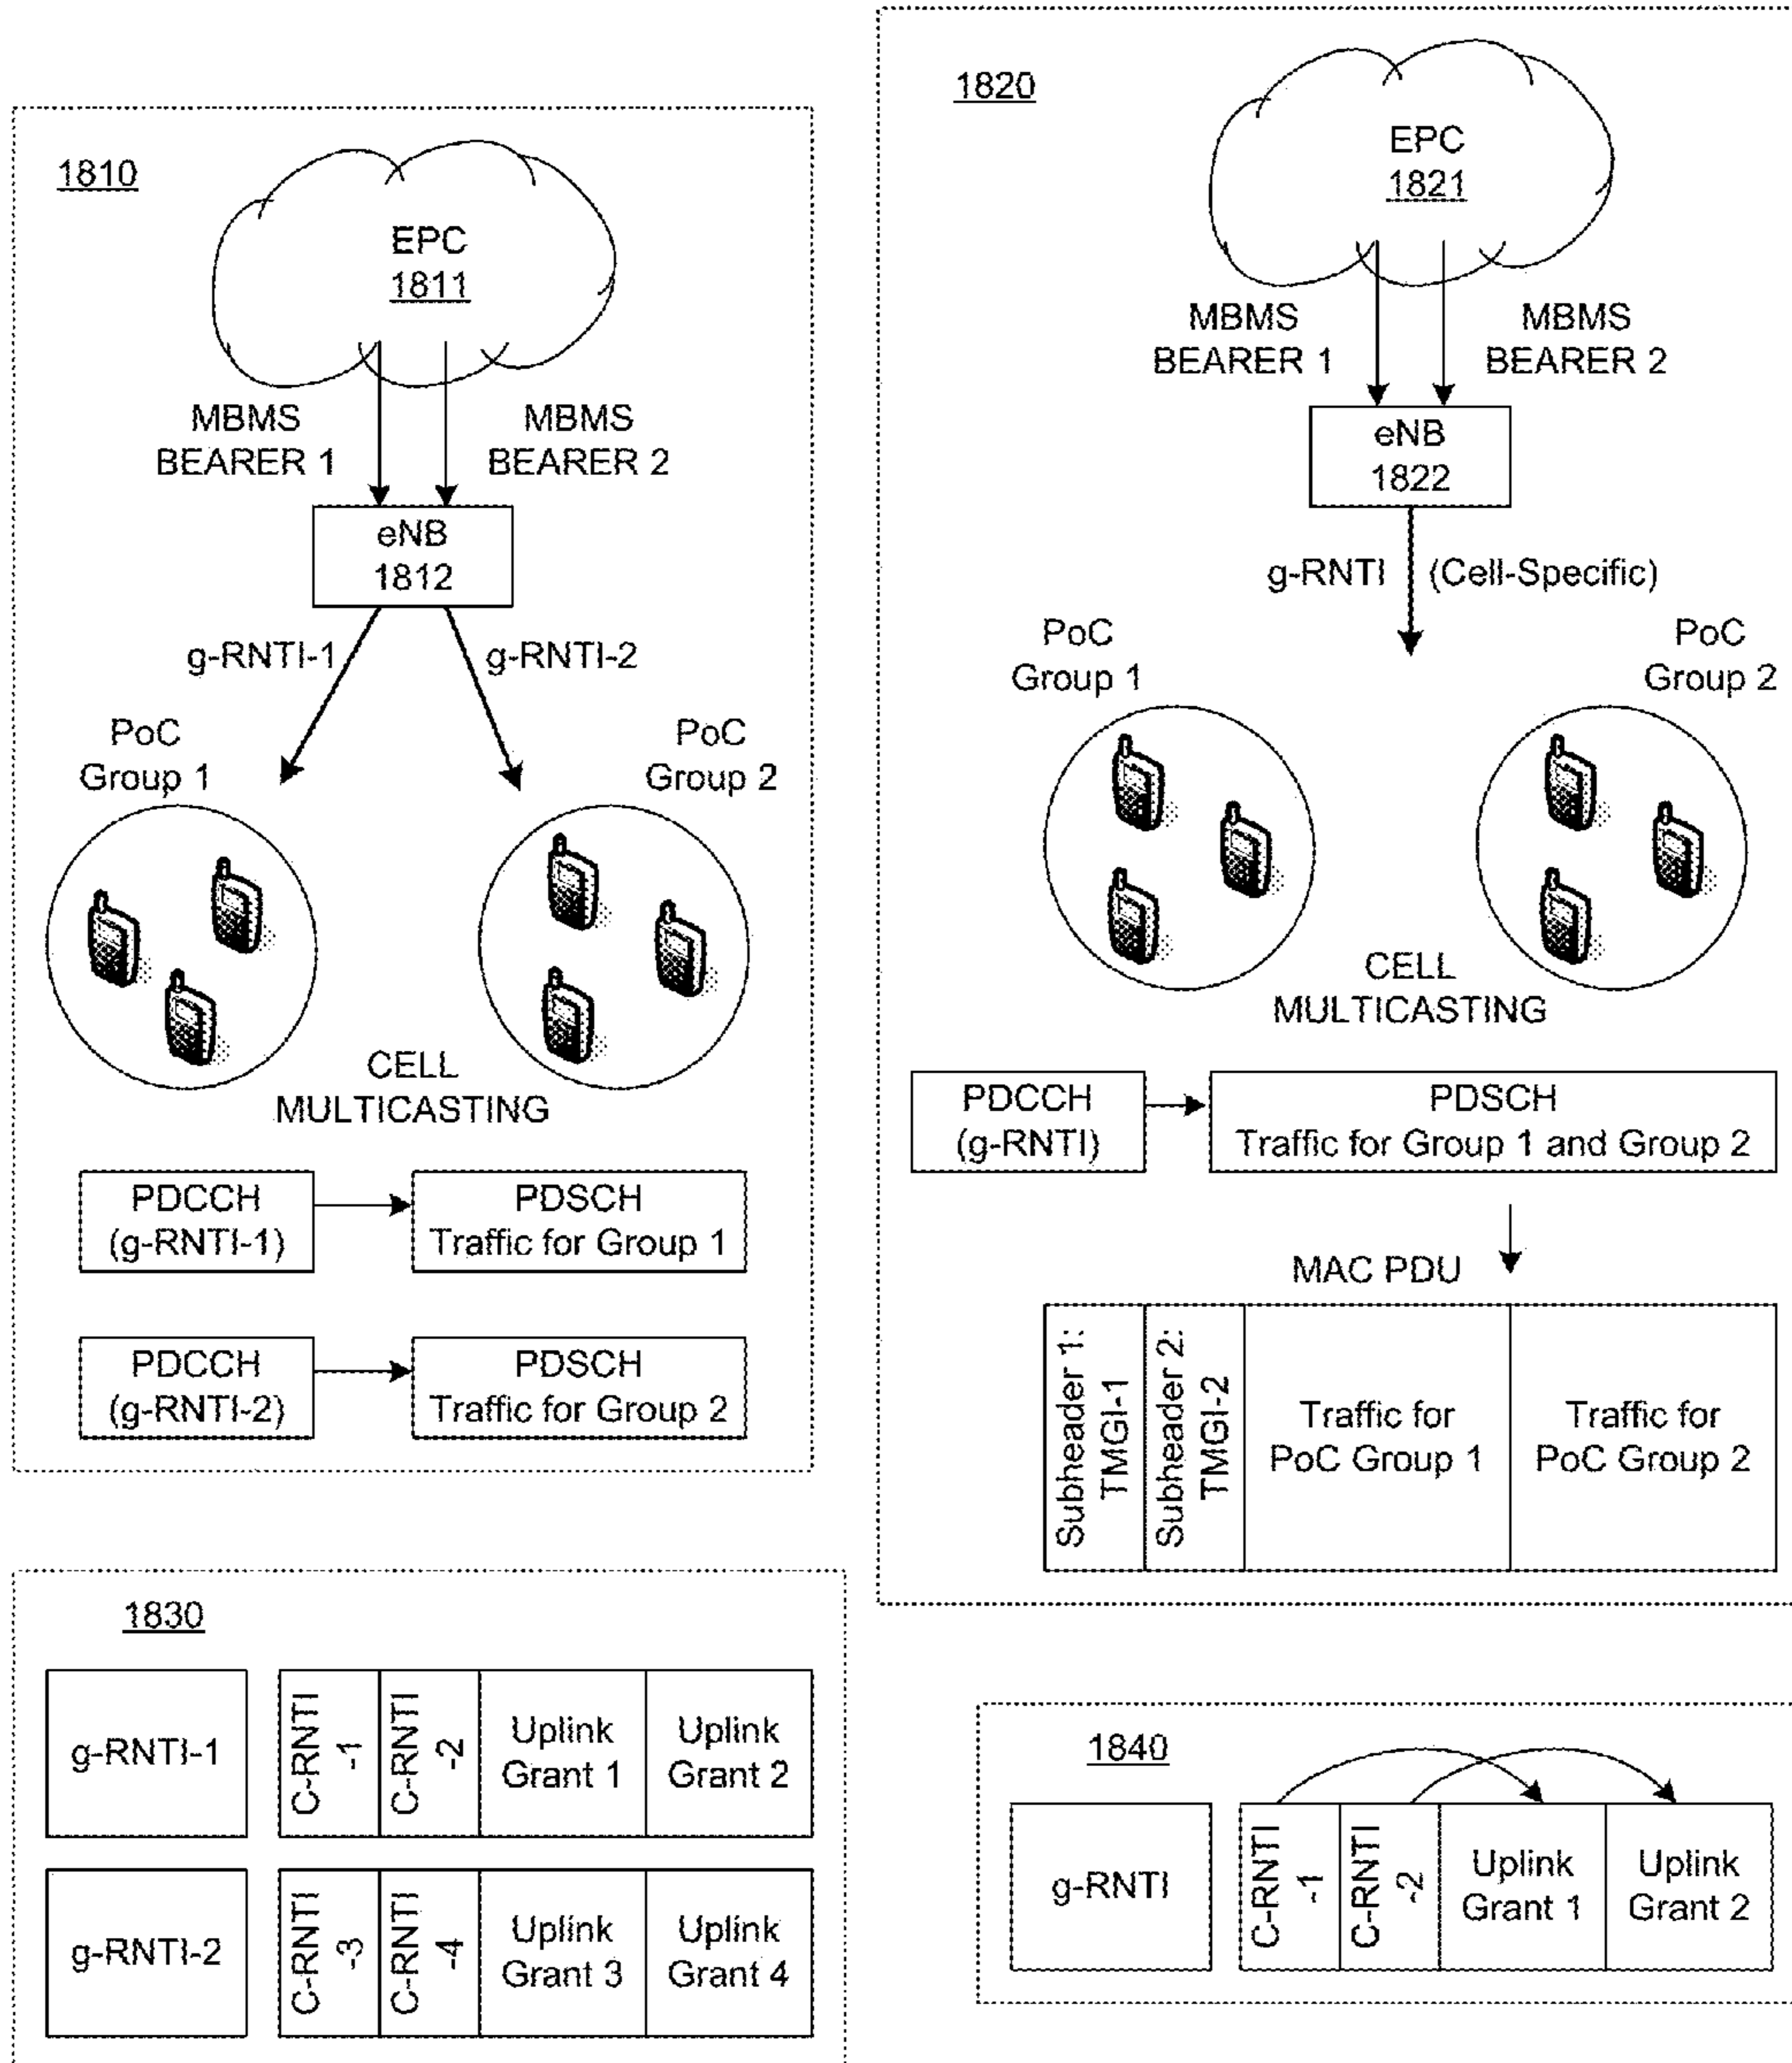 1810
EPC
1811
MBMS
BEARER 1
MBMS
BEARER 2
eNB
1812
g-RNTI-1
g-RNTI-2
PoC
Group 1
PoC
Group 2
CELL
MULTICASTING
PDCCH
(g-RNTI-1)
PDSCH
Traffic for Group 1
PDCCH
(g-RNTI-2)
PDSCH
Traffic for Group 2
1820
EPC
1821
MBMS
BEARER 1
MBMS
BEARER 2
eNB
1822
g-RNTI
(Cell-Specific)
PoC
Group 1
PoC
Group 2
CELL
MULTICASTING
PDCCH
(g-RNTI)
PDSCH
Traffic for Group 1 and Group 2
MAC PDU
Subheader 1:
TMGI-1
Subheader 2:
TMGI-2
Traffic for
PoC Group 1
Traffic for
PoC Group 2
1830
g-RNTI-1
C-RNTI
-1
C-RNTI
-2
Uplink
Grant 1
Uplink
Grant 2
g-RNTI-2
C-RNTI
-3
C-RNTI
-4
Uplink
Grant 3
Uplink
Grant 4
1840
g-RNTI
C-RNTI
-1
C-RNTI
-2
Uplink
Grant 1
Uplink
Grant 2